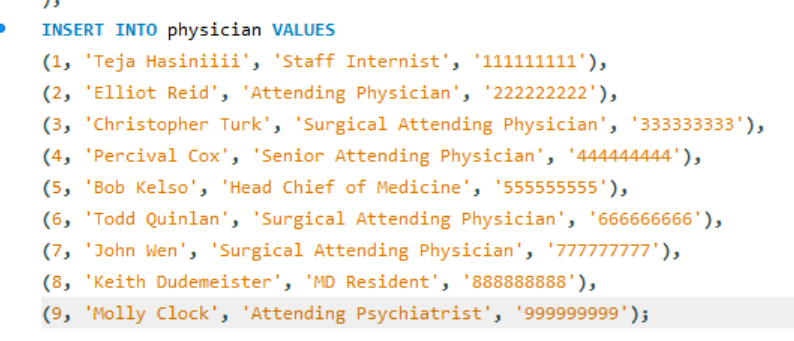 );
INSERT INTO physician VALUES
(1, 'Teja Hasiniiii', 'Staff Internist', '111111111'),
(2, 'Elliot Reid', 'Attending Physician', '222222222'),
(3, 'Christopher Turk', 'Surgical Attending Physician', '333333333'),
(4, 'Percival Cox', 'Senior Attending Physician', '444444444'),
(5, 'Bob Kelso', 'Head Chief of Medicine', '555555555'),
(6, 'Todd Quinlan', 'Surgical Attending Physician', '666666666'),
(7, 'John Wen', 'Surgical Attending Physician', '777777777'),
(8, 'Keith Dudemeister', 'MD Resident', '888888888'),
(9, 'Molly Clock', 'Attending Psychiatrist', '999999999');